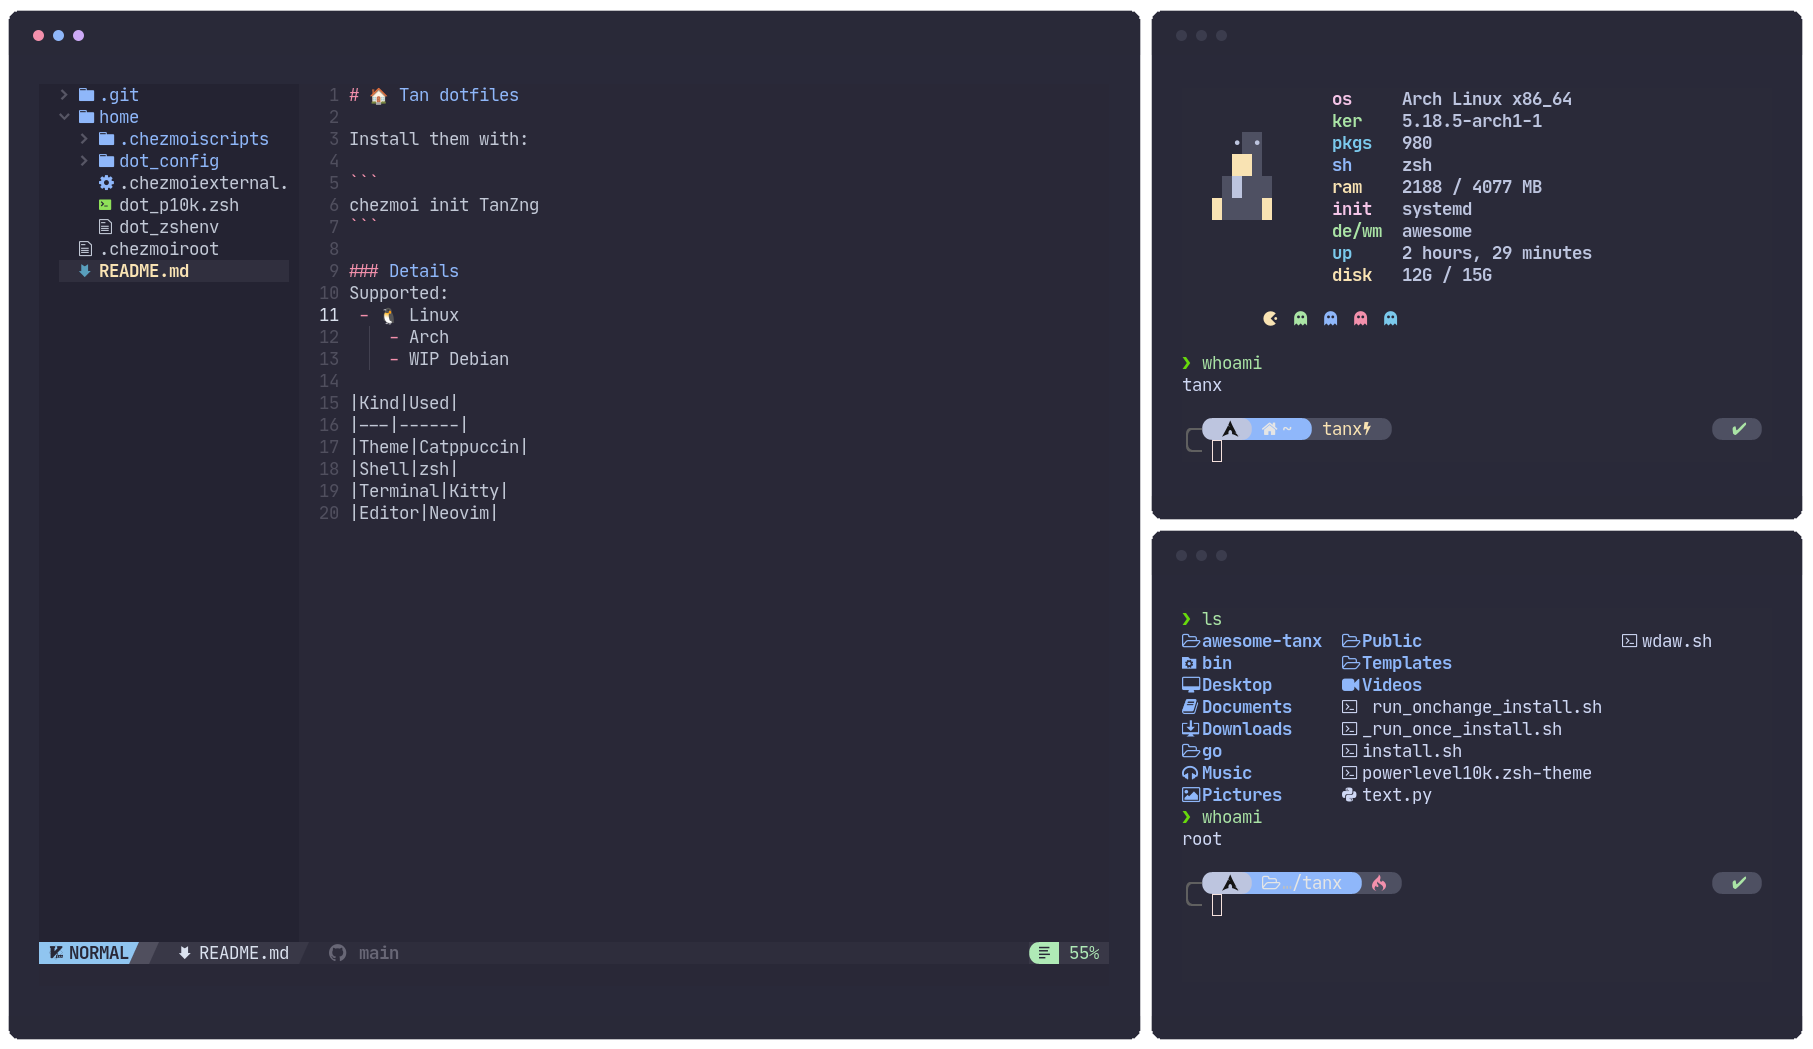 .git
home
.chezmoiscripts
dot_config
.chezmoiexternal.
dot_p10k.zsh
dot_zshenv
.chezmoiroot
README.md
1 # 🏠 Tan dotfiles
2
3 Install them with:
4
5 ```
6 chezmoi init TanZng
7 ```
8
9 ### Details
10 Supported:
11 - 🐧 Linux
12 - Arch
13 - WIP Debian
14
15 |Kind|Used|
16 |---|------|
17 |Theme|Catppuccin|
18 |Shell|zsh|
19 |Terminal|Kitty|
20 |Editor|Neovim|
NORMAL README.md main 55%
os Arch Linux x86_64
ker 5.18.5-arch1-1
pkgs 980
sh zsh
ram 2188 / 4077 MB
init systemd
de/wm awesome
up 2 hours, 29 minutes
disk 12G / 15G
❯ whoami
tanx
~ tanx⚡ ✔
❯ ls
awesome-tanx Public wdaw.sh
bin Templates
Desktop Videos
Documents run_onchange_install.sh
Downloads _run_once_install.sh
go install.sh
Music powerlevel10k.zsh-theme
Pictures text.py
❯ whoami
root
/tanx ✔